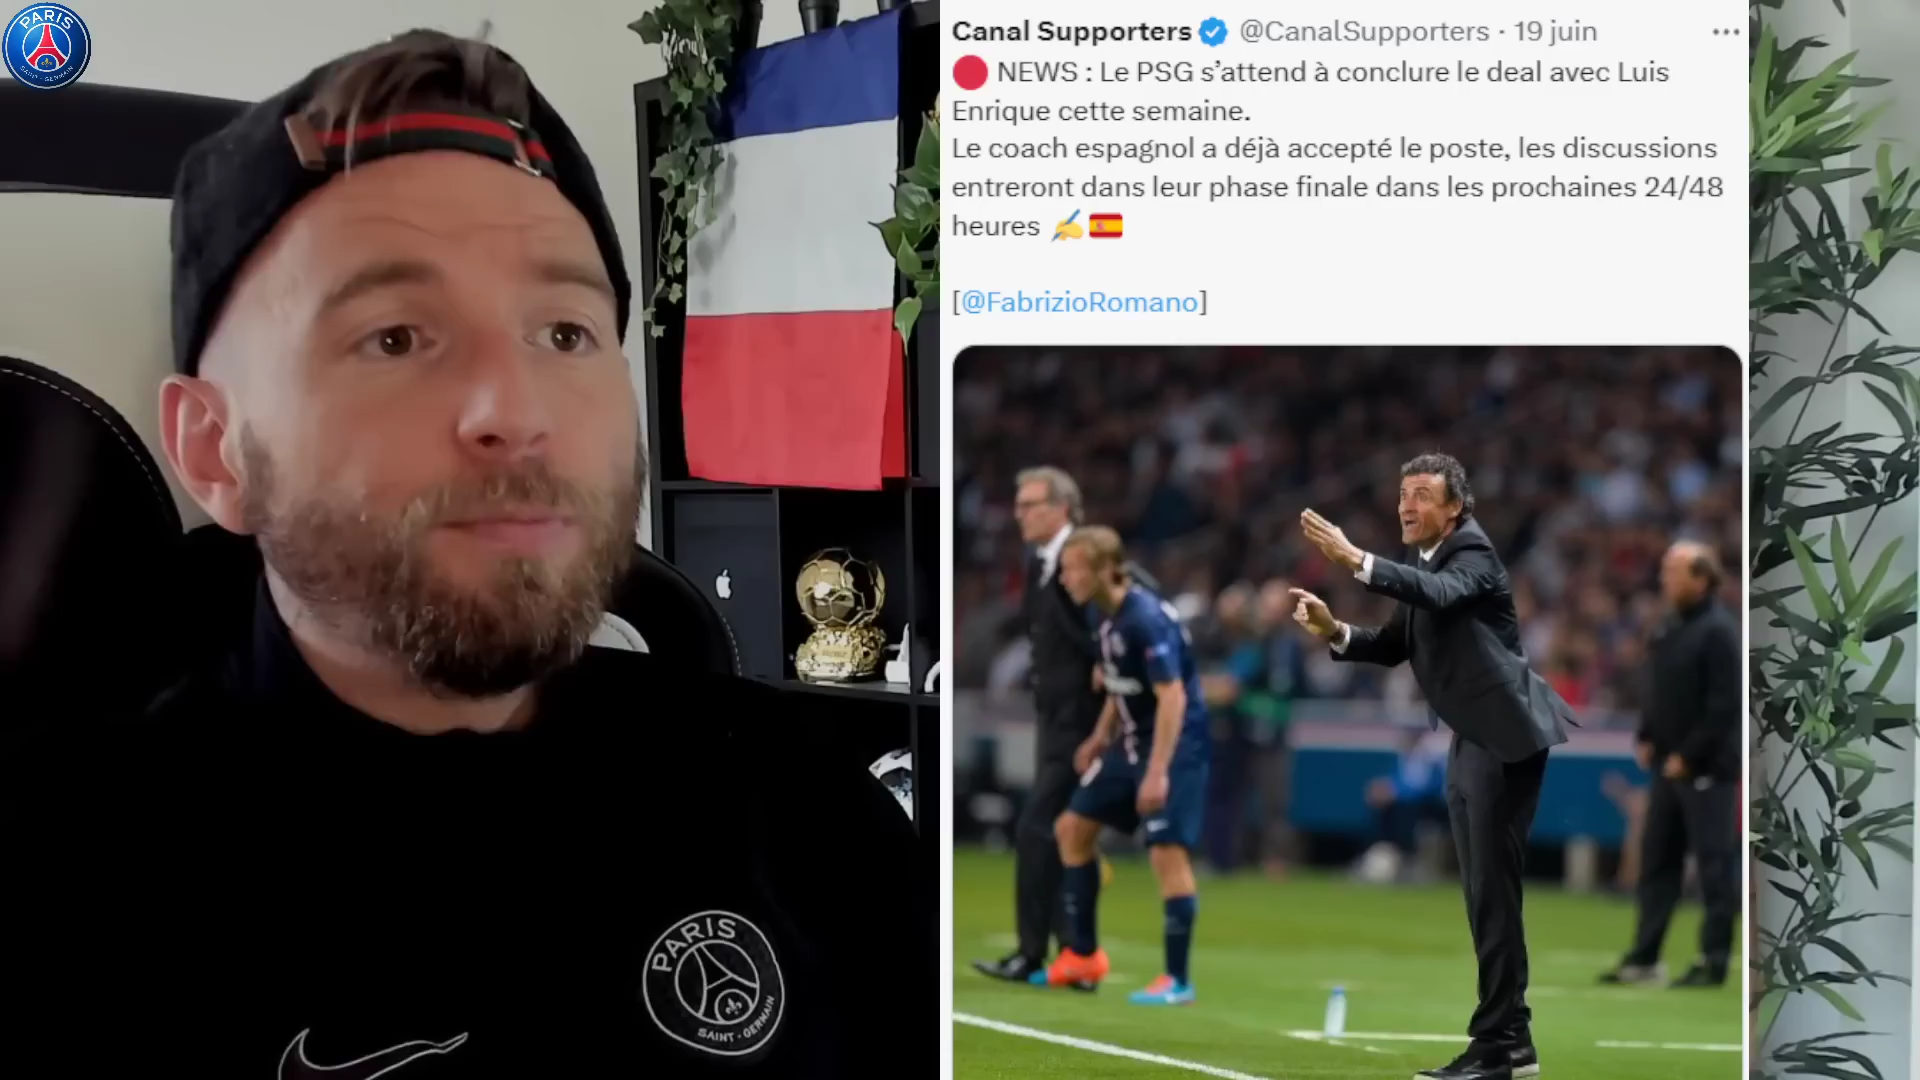 PARIS
SAINT-GERMAIN
Canal Supporters @CanalSupporters · 19 juin
NEWS : Le PSG s’attend à conclure le deal avec Luis
Enrique cette semaine.
Le coach espagnol a déjà accepté le poste, les discussions
entreront dans leur phase finale dans les prochaines 24/48
heures
[@FabrizioRomano]
PARIS
SAINT-GERMAIN